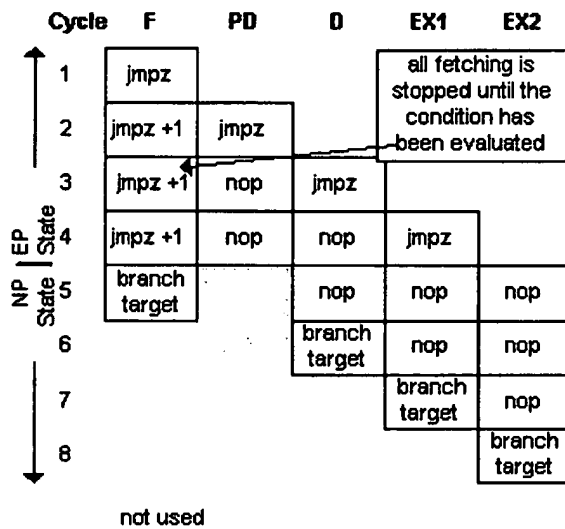 Cycle F PD D EX1 EX2
1 jmpz
all fetching is
stopped until the
condition has
been evaluated
2 jmpz +1 jmpz
3 jmpz +1 nop jmpz
4 jmpz +1 nop nop jmpz
5 branch
target nop nop nop
6 branch
target nop nop
7 branch
target nop
8 branch
target
EP
State
NP
State
not used